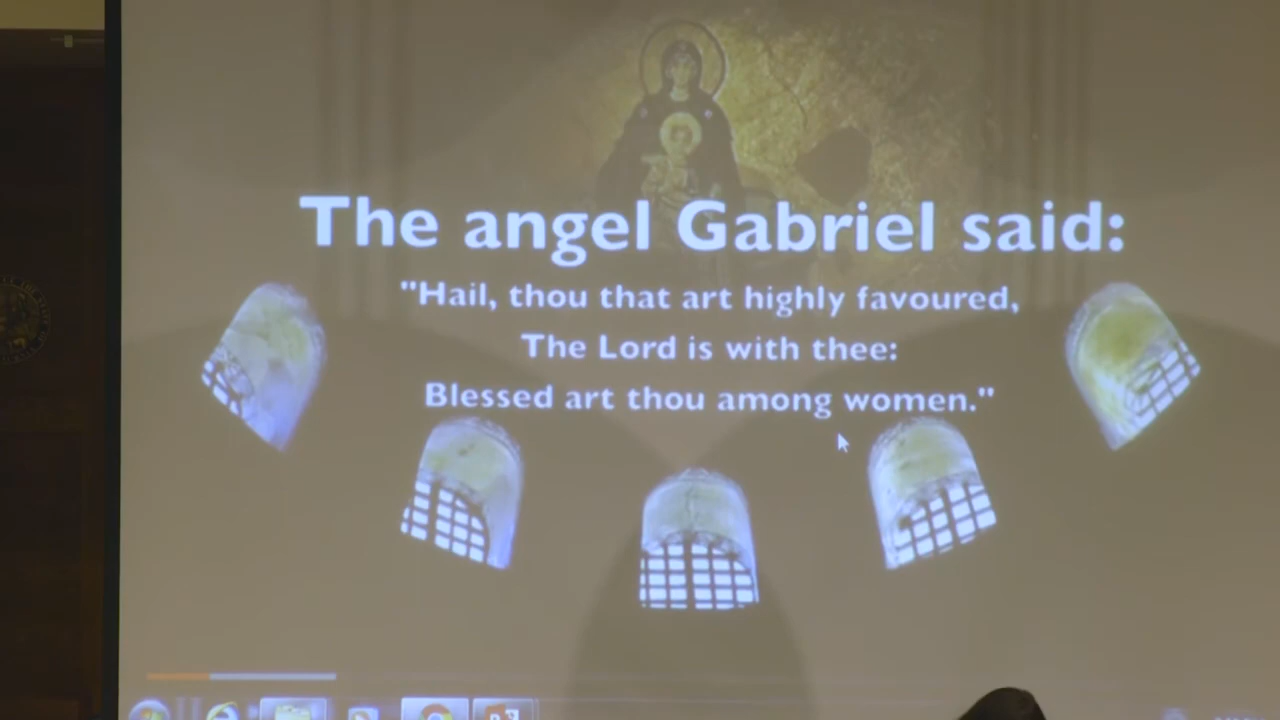 The angel Gabriel said:
"Hail, thou that art highly favoured,
The Lord is with thee:
Blessed art thou among women."